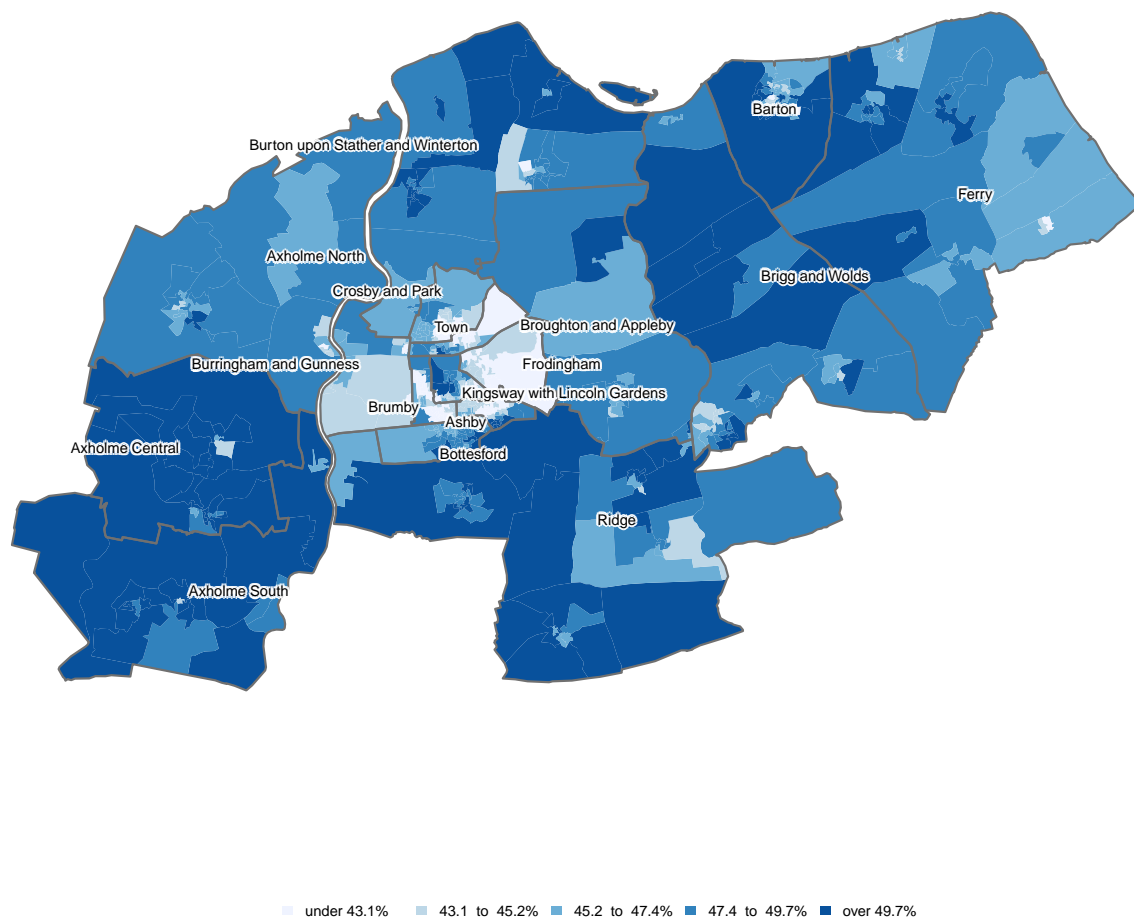 Barton
Burton upon Stather and Winterton
Ferry
Axholme North
Brigg and Wolds
Crosby and Park
Town
Broughton and Appleby
Burringham and Gunness
Frodingham
Kingsway with Lincoln Gardens
Brumby
Ashby
Axholme Central
Bottesford
Ridge
Axholme South
under 43.1% 43.1 to 45.2% 45.2 to 47.4% 47.4 to 49.7% over 49.7%